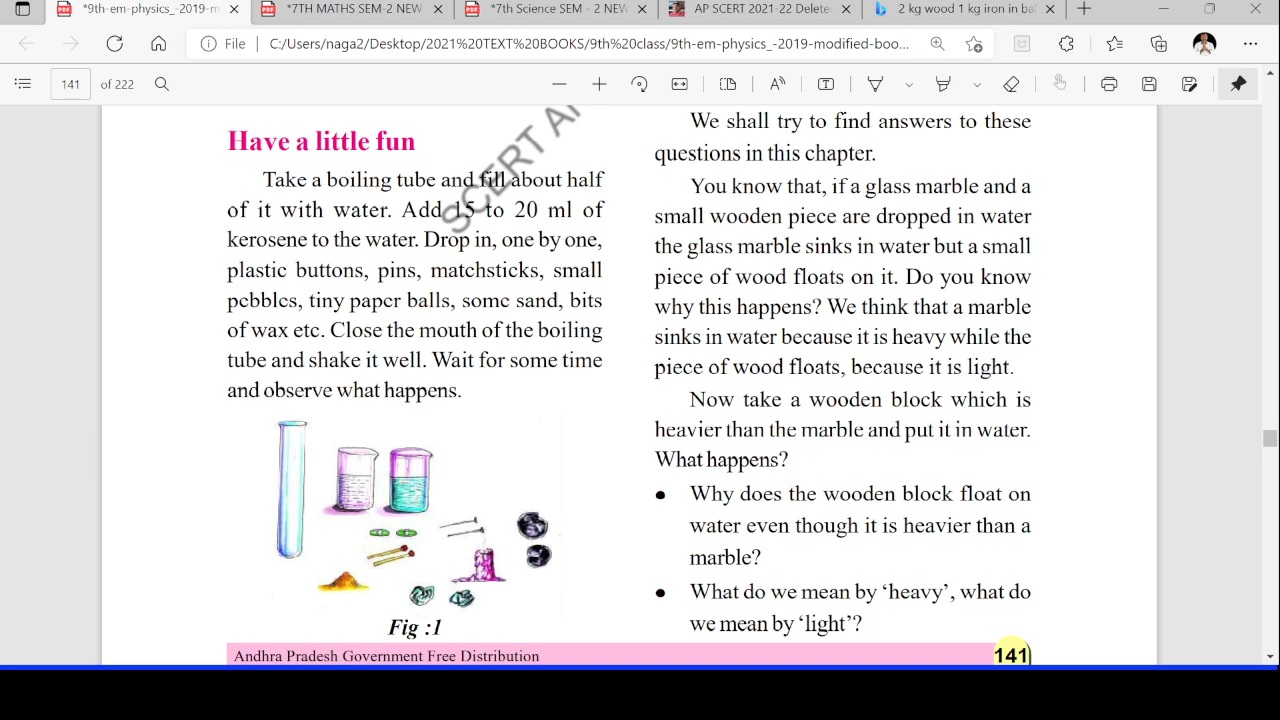 *9th-em-physics_-2019-m
*7TH MATHS SEM-2 NEW
*7th Science SEM - 2 NEW
AP SCERT 2021-22 Delete
2 kg wood 1 kg iron in bal
File
C:/Users/naga2/Desktop/2021%20TEXT%20BOOKS/9th%20class/9th-em-physics_-2019-modified-boo...
141 of 222
SCERT
Have a little fun
Take a boiling tube and fill about half
of it with water. Add 15 to 20 ml of
kerosene to the water. Drop in, one by one,
plastic buttons, pins, matchsticks, small
pebbles, tiny paper balls, some sand, bits
of wax etc. Close the mouth of the boiling
tube and shake it well. Wait for some time
and observe what happens.
Fig :1
We shall try to find answers to these
questions in this chapter.
You know that, if a glass marble and a
small wooden piece are dropped in water
the glass marble sinks in water but a small
piece of wood floats on it. Do you know
why this happens? We think that a marble
sinks in water because it is heavy while the
piece of wood floats, because it is light.
Now take a wooden block which is
heavier than the marble and put it in water.
What happens?
• Why does the wooden block float on
water even though it is heavier than a
marble?
• What do we mean by ‘heavy’, what do
we mean by ‘light’?
Andhra Pradesh Government Free Distribution
141